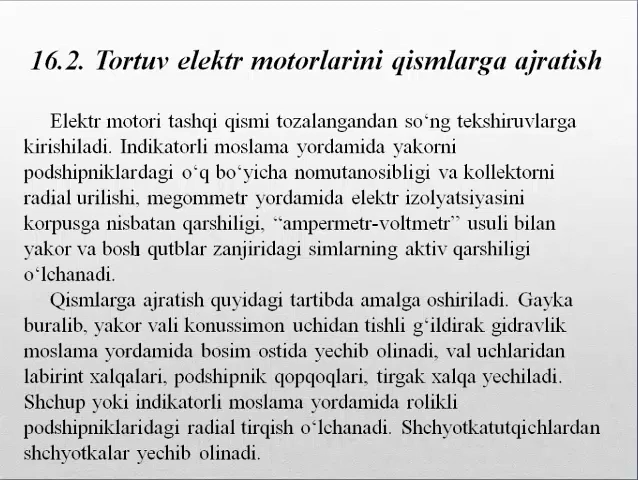 16.2. Tortuv elektr motorlarini qismlarga ajratish
Elektr motori tashqi qismi tozalangandan so‘ng tekshiruvlarga
kirishiladi. Indikatorli moslama yordamida yakorni
podshipniklardagi o‘q bo‘yicha nomutanosibligi va kollektorni
radial urilishi, megommetr yordamida elektr izolyatsiyasini
korpusga nisbatan qarshiligi, “ampermetr-voltmetr” usuli bilan
yakor va bosh qutblar zanjiridagi simlarning aktiv qarshiligi
o‘lchanadi.
Qismlarga ajratish quyidagi tartibda amalga oshiriladi. Gayka
buralib, yakor vali konussimon uchidan tishli g‘ildirak gidravlik
moslama yordamida bosim ostida yechib olinadi, val uchlaridan
labirint xalqalari, podshipnik qopqoqlari, tirgak xalqa yechiladi.
Shchup yoki indikatorli moslama yordamida rolikli
podshipniklaridagi radial tirqish o‘lchanadi. Shchyotkatutqichlardan
shchyotkalar yechib olinadi.